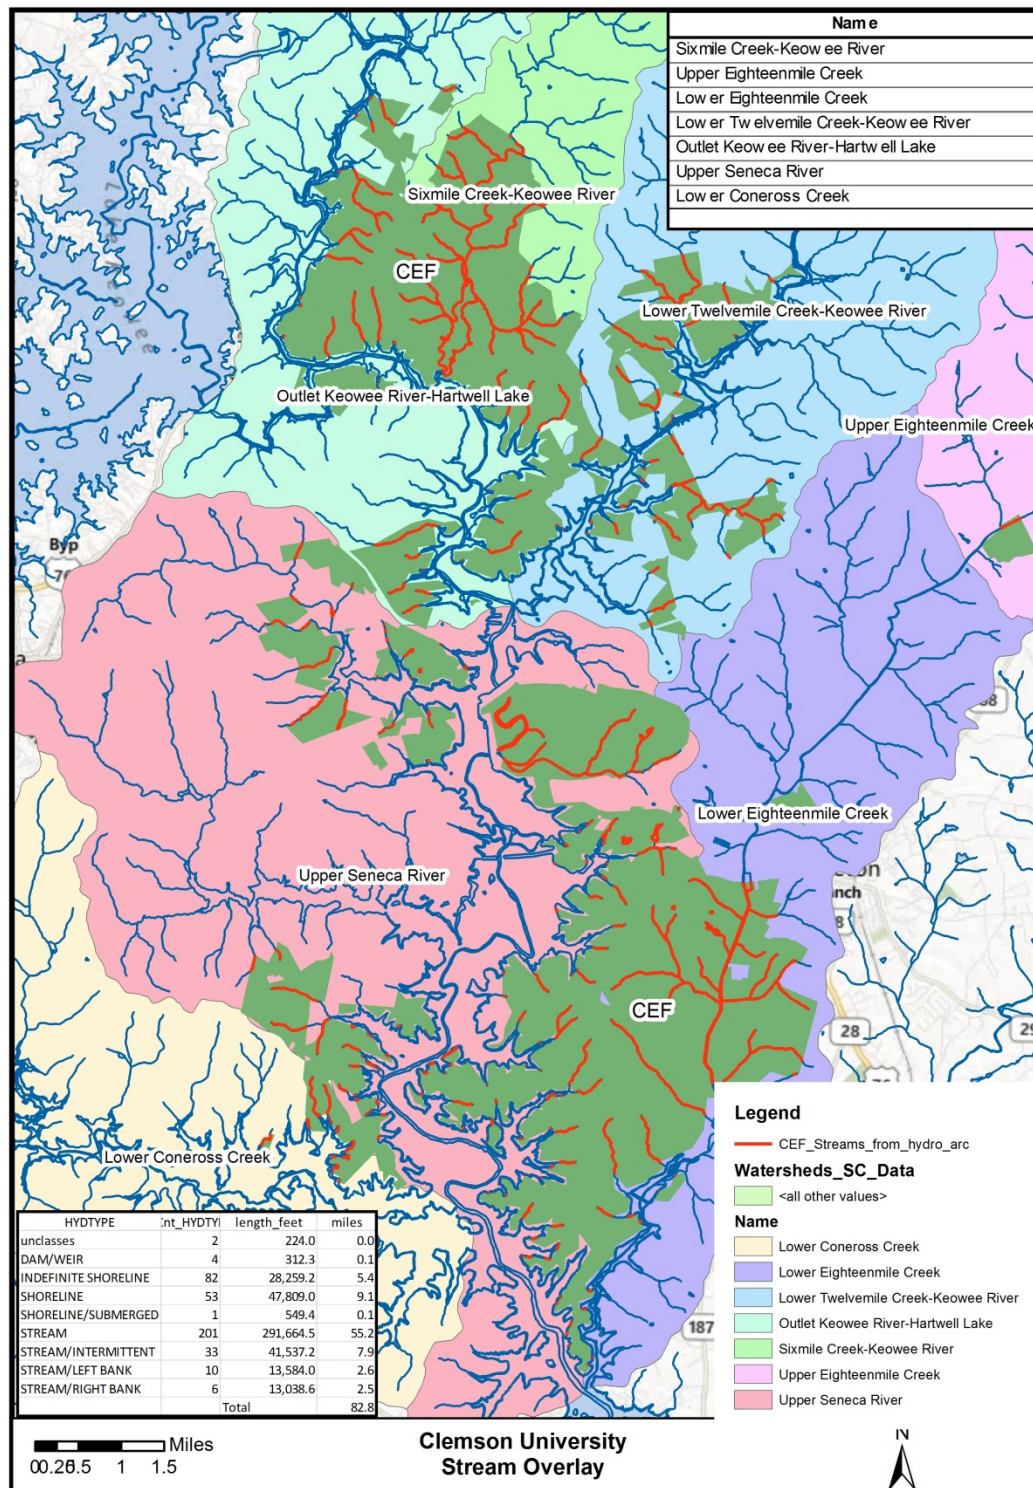 Name
Sixmile Creek-Keowee River
Upper Eighteenmile Creek
Lower Eighteenmile Creek
Lower Twelvemile Creek-Keowee River
Outlet Keowee River-Hartwell Lake
Upper Seneca River
Lower Coneross Creek
Sixmile Creek-Keowee River
CEF
Lower Twelvemile Creek-Keowee River
Outlet Keowee River-Hartwell Lake
Upper Eighteenmile Creek
Byp
76
Lower Eighteenmile Creek
Upper Seneca River
CEF
28
Lower Coneross Creek
187
HYDTYPE Cnt_HYDTY length_feet miles
unclasses 2 224.0 0.0
DAM/WEIR 4 312.3 0.1
INDEFINITE SHORELINE 82 28,259.2 5.4
SHORELINE 53 47,809.0 9.1
SHORELINE/SUBMERGED 1 549.4 0.1
STREAM 201 291,664.5 55.2
STREAM/INTERMITTENT 33 41,537.2 7.9
STREAM/LEFT BANK 10 13,584.0 2.6
STREAM/RIGHT BANK 6 13,038.6 2.5
Total 82.8
Legend
CEF_Streams_from_hydro_arc
Watersheds_SC_Data
<all other values>
Name
Lower Coneross Creek
Lower Eighteenmile Creek
Lower Twelvemile Creek-Keowee River
Outlet Keowee River-Hartwell Lake
Sixmile Creek-Keowee River
Upper Eighteenmile Creek
Upper Seneca River
Miles
1 1.5
Clemson University
Stream Overlay
N